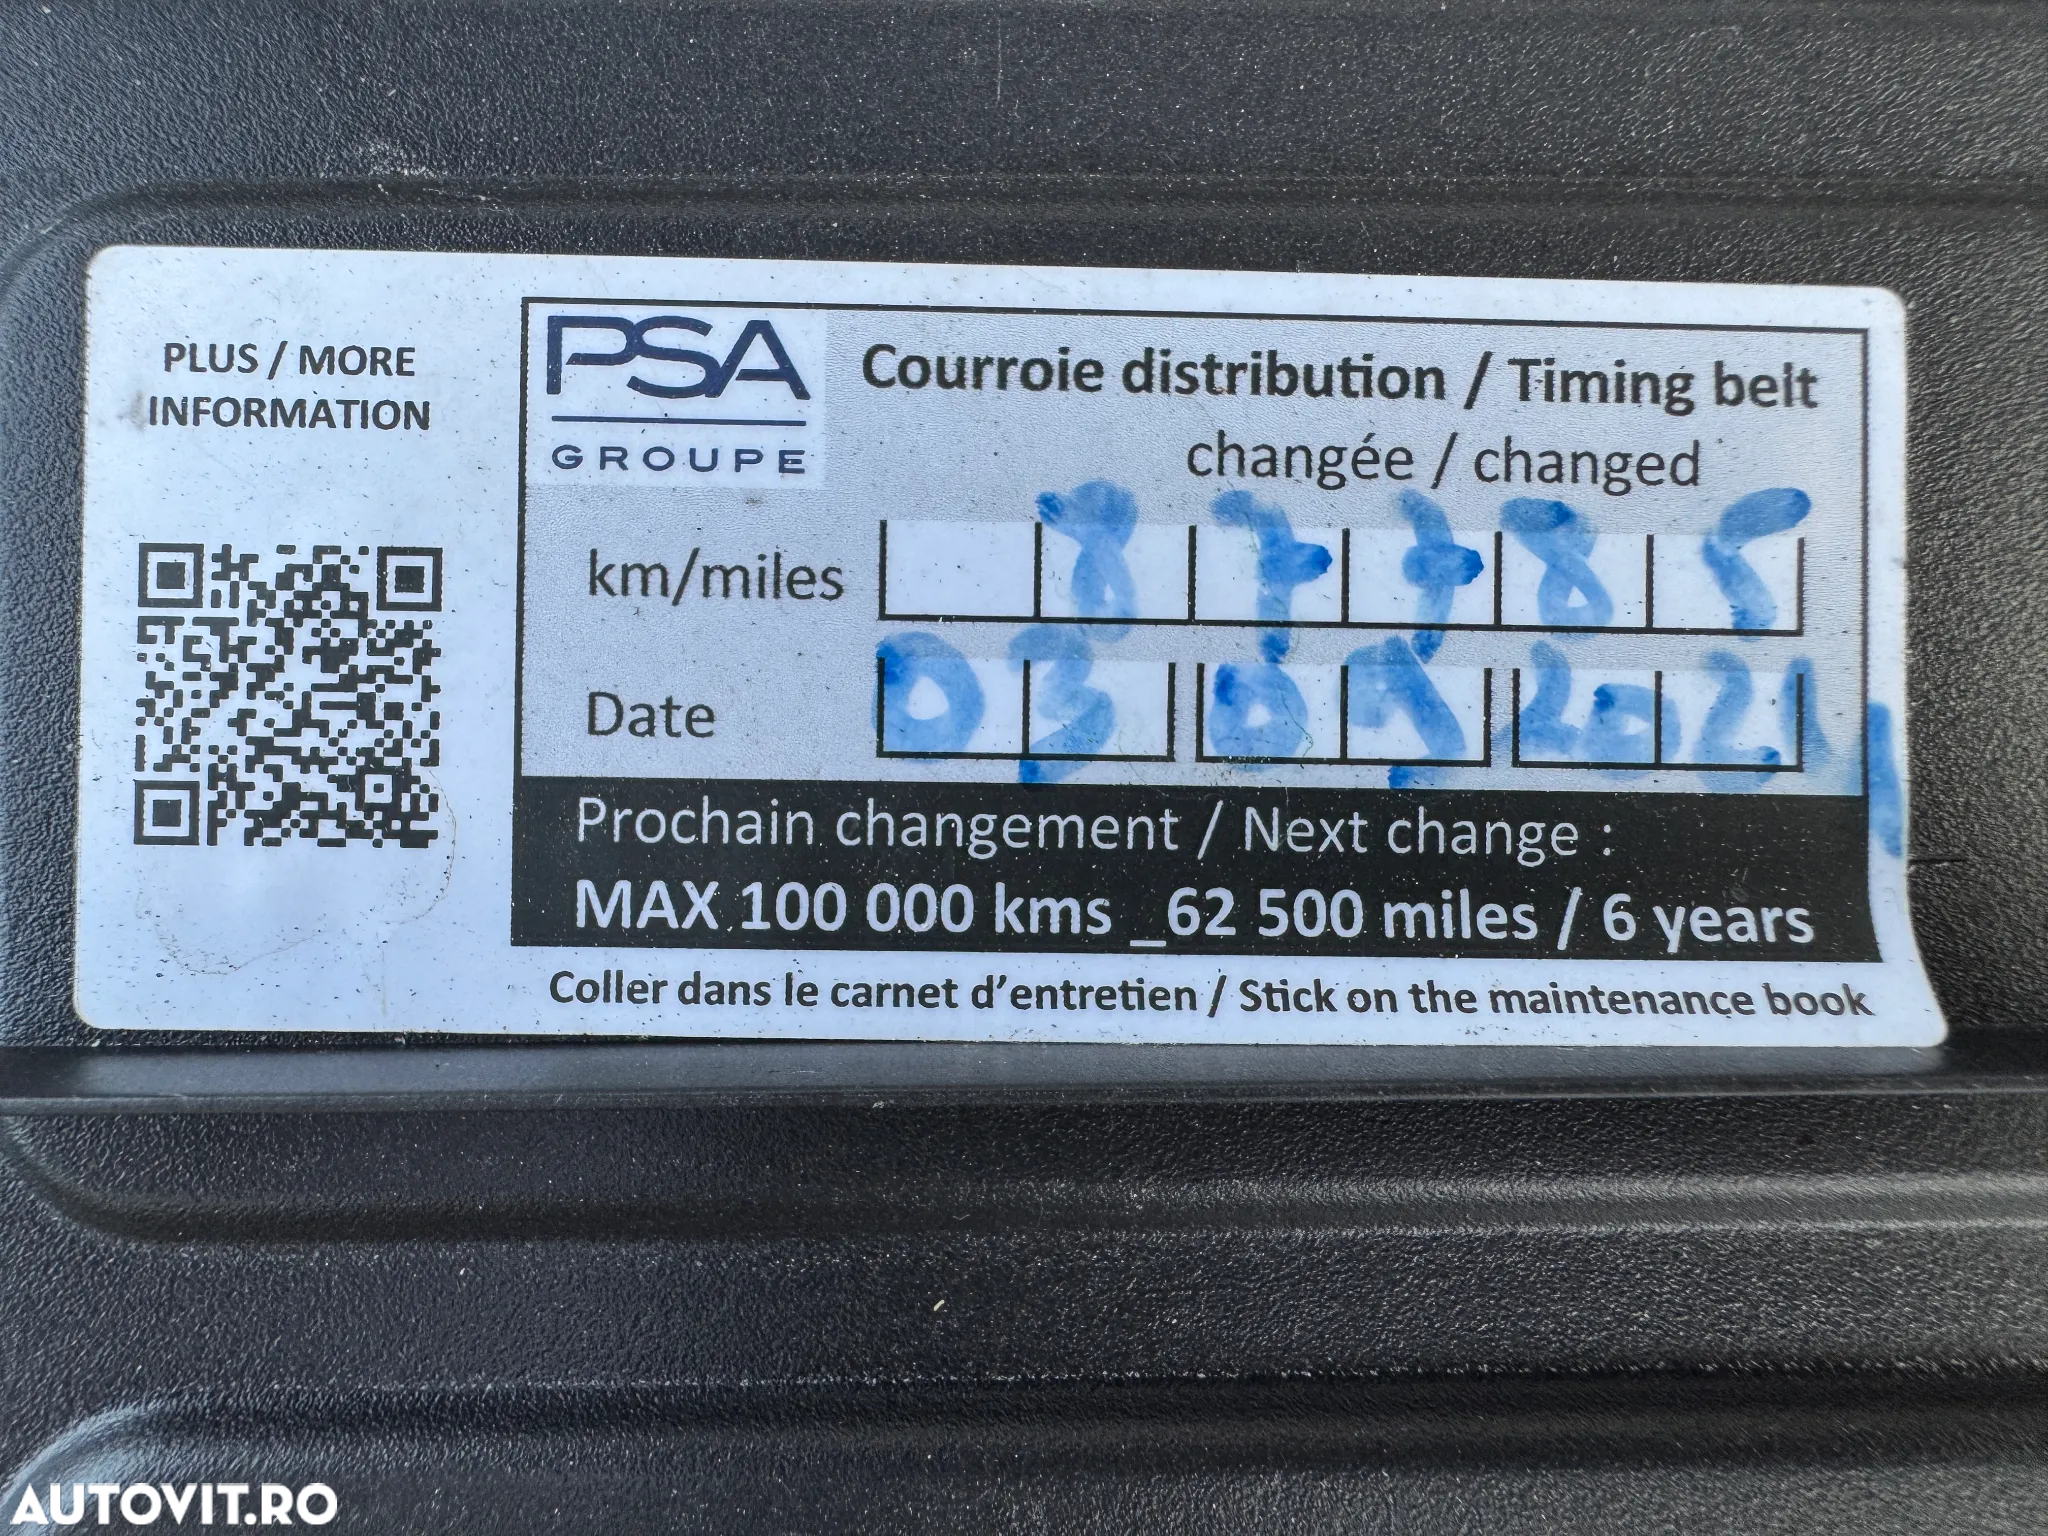 PLUS / MORE
INFORMATION
PSA
GROUPE
Courroie distribution / Timing belt
changée / changed
km/miles 87785
Date 03 09 2021
Prochain changement / Next change :
MAX 100 000 kms _62 500 miles / 6 years
Coller dans le carnet d'entretien / Stick on the maintenance book
AUTOVIT.RO